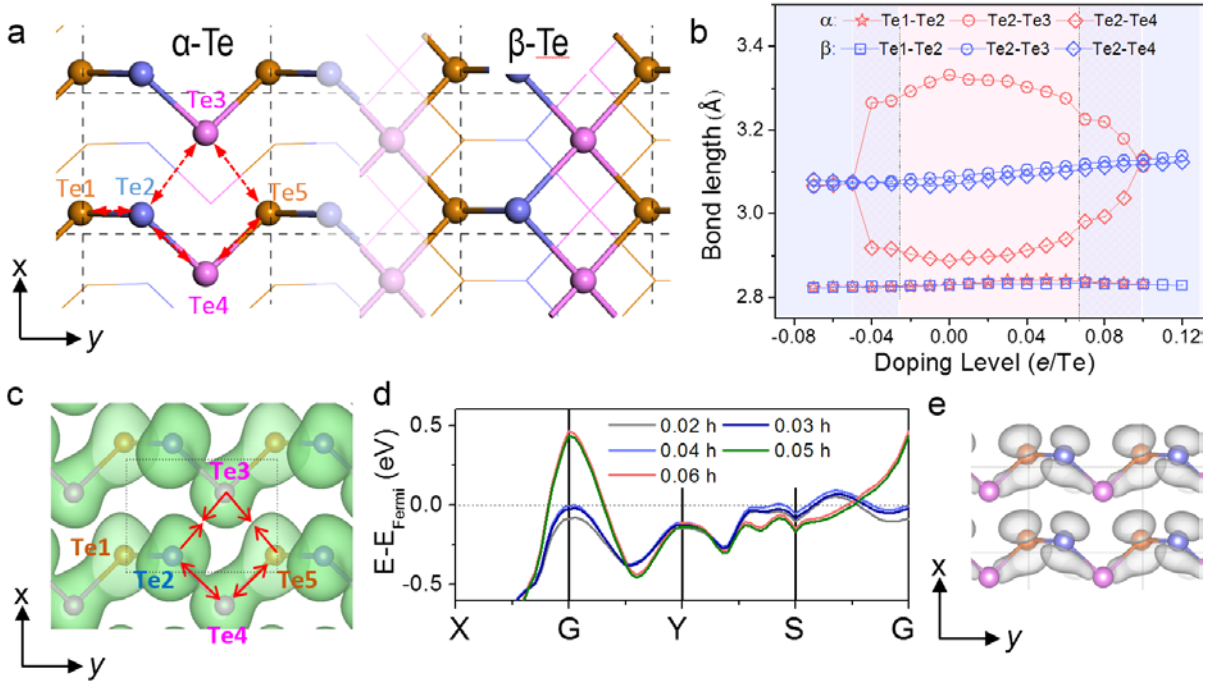 a
α-Te
β-Te
Te3
Te1
Te2
Te5
Te4
x
y
b
α: Te1-Te2 Te2-Te3 Te2-Te4
β: Te1-Te2 Te2-Te3 Te2-Te4
3.4
3.2
3.0
2.8
Bond length (Å)
-0.08 -0.04 0.00 0.04 0.08 0.12
Doping Level (e/Te)
c
Te3
Te1
Te2
Te5
Te4
x
y
d
0.02 h 0.03 h
0.04 h 0.05 h
0.06 h
0.5
0.0
-0.5
E-EFermi (eV)
X G Y S G
e
x
y